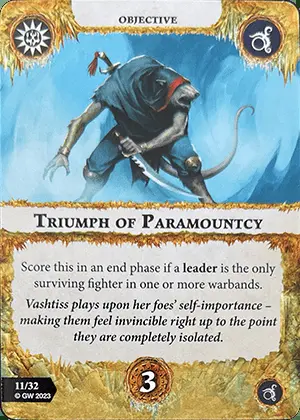 OBJECTIVE
TRIUMPH OF PARAMOUNTCY
Score this in an end phase if a leader is the only
surviving fighter in one or more warbands.
Vashtiss plays upon her foes' self-importance –
making them feel invincible right up to the point
they are completely isolated.
11/32
© GW 2023
3